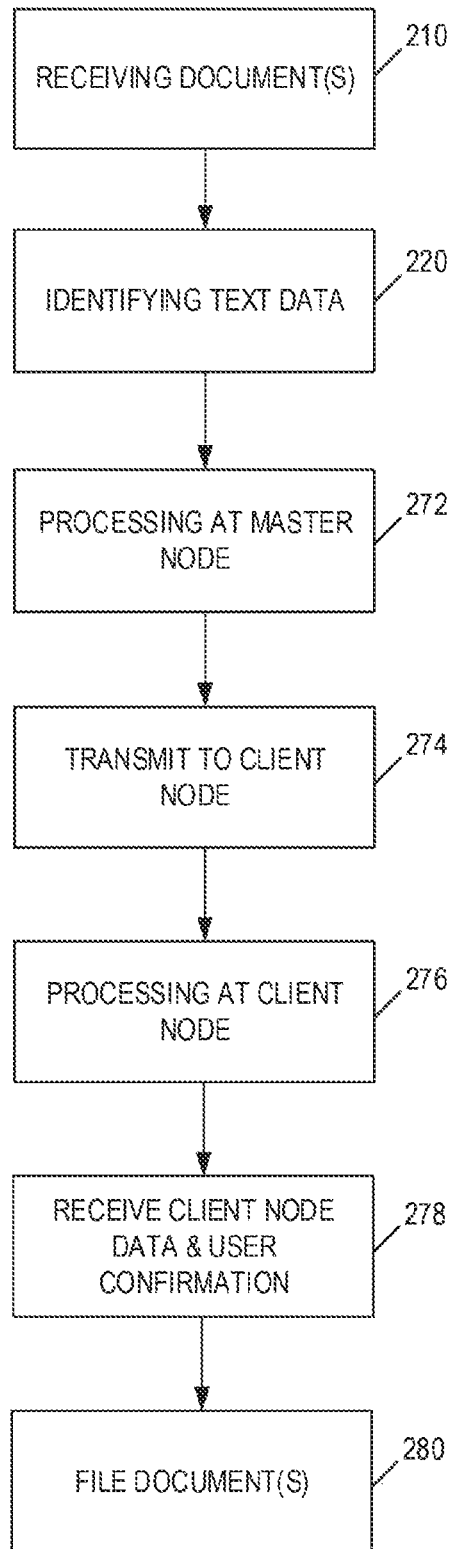 210
RECEIVING DOCUMENT(S)
220
IDENTIFYING TEXT DATA
272
PROCESSING AT MASTER
NODE
274
TRANSMIT TO CLIENT
NODE
276
PROCESSING AT CLIENT
NODE
278
RECEIVE CLIENT NODE
DATA & USER
CONFIRMATION
280
FILE DOCUMENT(S)